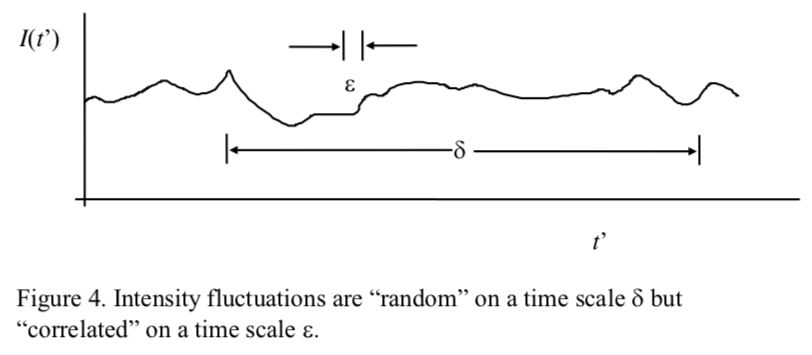 I(t’)
ε
δ
t’
Figure 4. Intensity fluctuations are “random” on a time scale δ but
“correlated” on a time scale ε.